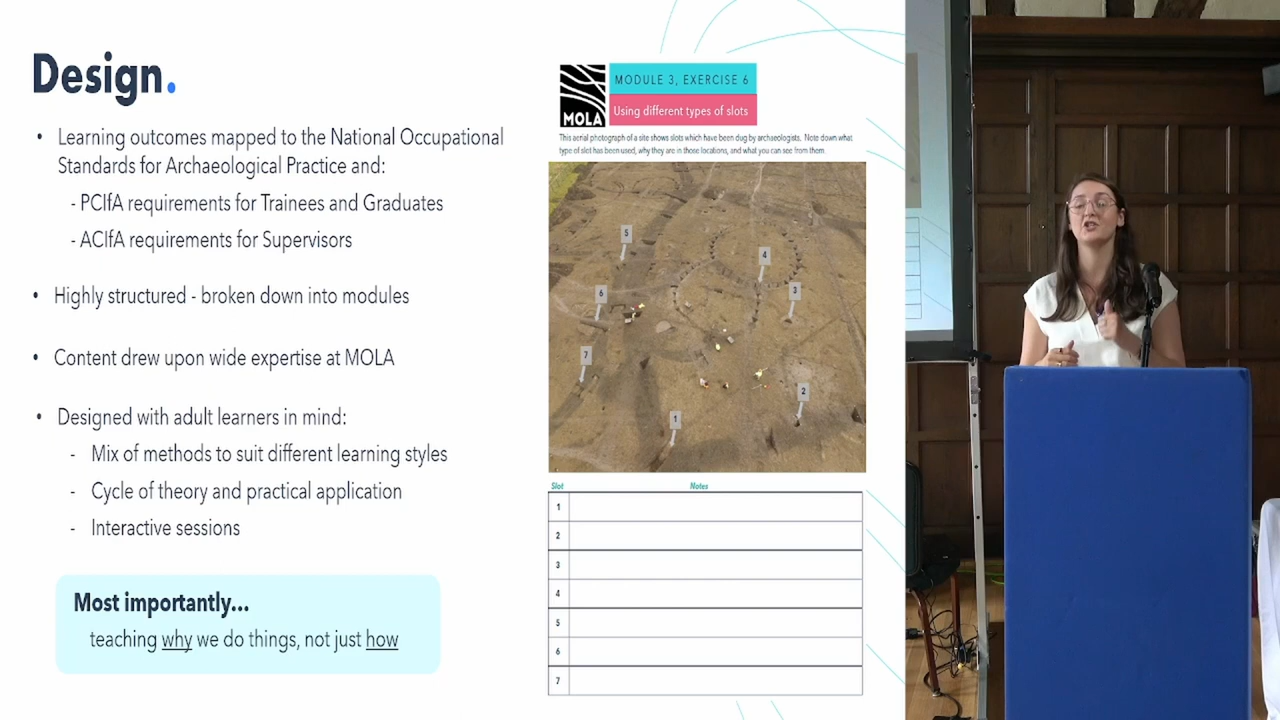 Design.
• Learning outcomes mapped to the National Occupational
Standards for Archaeological Practice and:
- PCIfA requirements for Trainees and Graduates
- ACIfA requirements for Supervisors
• Highly structured - broken down into modules
• Content drew upon wide expertise at MOLA
• Designed with adult learners in mind:
- Mix of methods to suit different learning styles
- Cycle of theory and practical application
- Interactive sessions
Most importantly...
teaching why we do things, not just how
MOLA
MODULE 3, EXERCISE 6
Using different types of slots
This aerial photograph of a site shows slots which have been dug by archaeologists. Note down what
type of slot has been used, why they are in those locations, and what you can see from them.
5
4
6
3
7
2
1
Slot Notes
1
2
3
4
5
6
7